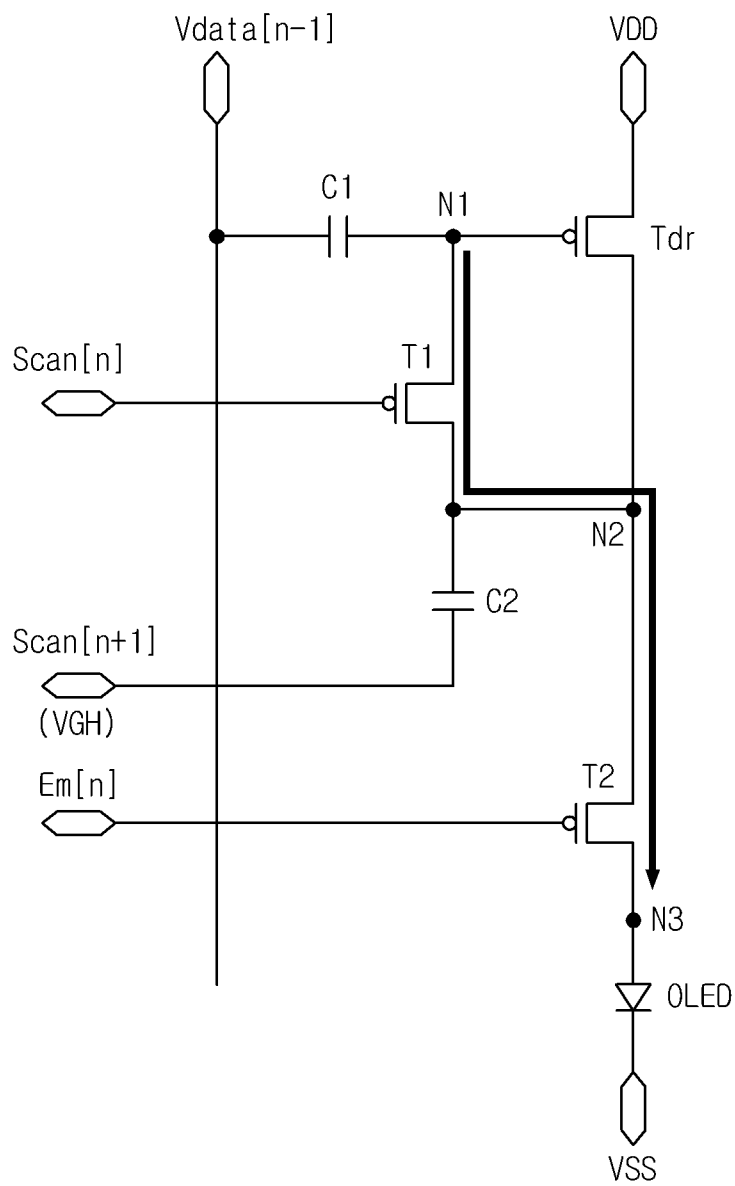 Vdata[n-1]
VDD
C1
N1
Tdr
Scan[n]
T1
N2
C2
Scan[n+1]
(VGH)
Em[n]
T2
N3
OLED
VSS